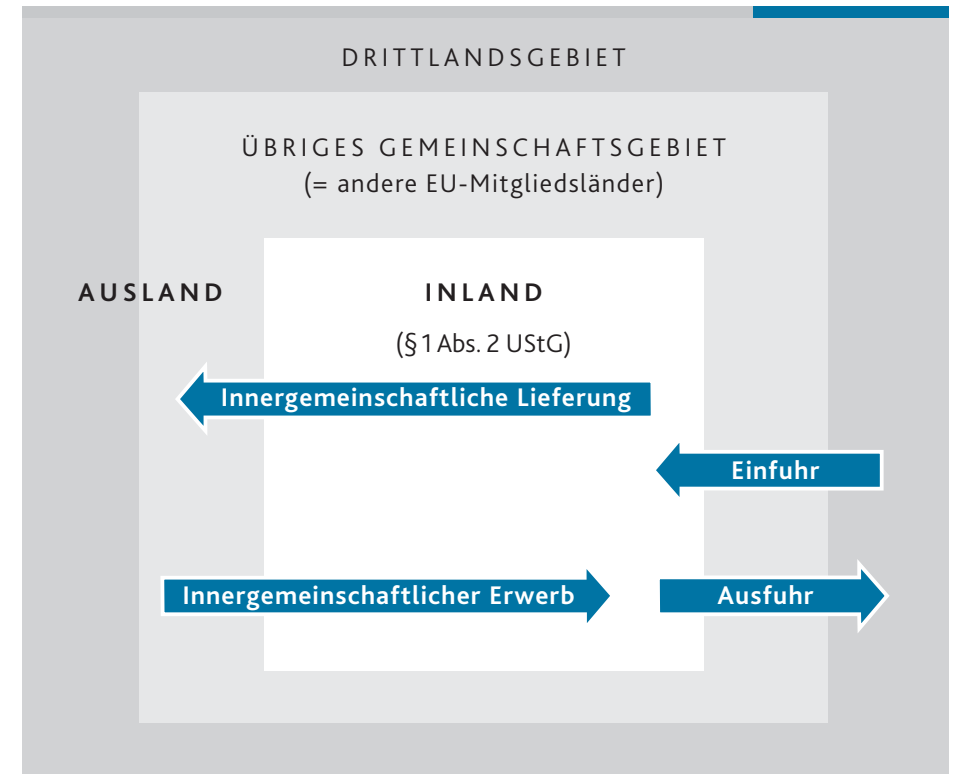 DRITTLANDSGEBIET
ÜBRIGES GEMEINSCHAFTSGEBIET
(= andere EU-Mitgliedsländer)
AUSLAND
INLAND
(§ 1 Abs. 2 UStG)
Innergemeinschaftliche Lieferung
Einfuhr
Innergemeinschaftlicher Erwerb
Ausfuhr